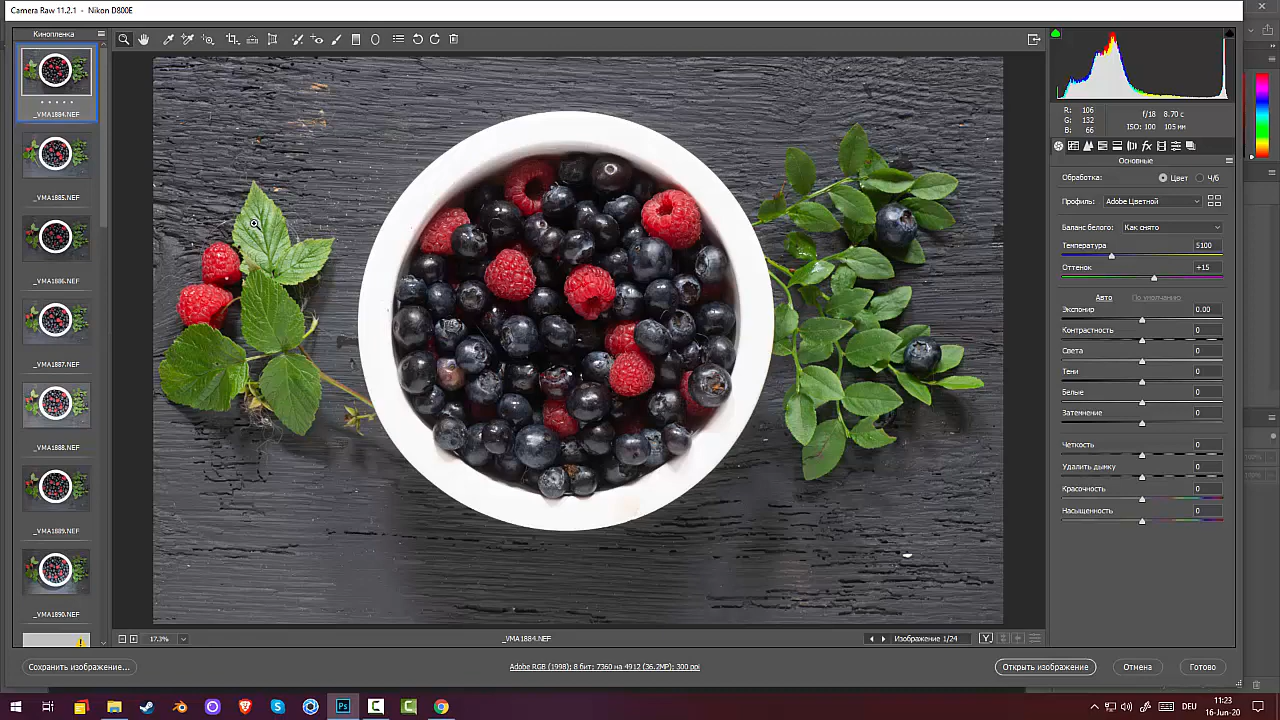 Camera Raw 11.2.1 - Nikon D800E
Кинопленка
_VMA1884.NEF
_VMA1885.NEF
_VMA1886.NEF
_VMA1887.NEF
_VMA1888.NEF
_VMA1889.NEF
_VMA1890.NEF
R: 106
G: 132
B: 66
f/18 8.70 с
ISO: 100 105 мм
Основные
Обработка: Цвет Ч/б
Профиль: Adobe Цветной
Баланс белого: Как снято
Температура 5100
Оттенок +15
Авто По умолчанию
Экспонир 0.00
Контрастность 0
Света 0
Тени 0
Белые 0
Затемнение 0
Четкость 0
Удалить дымку 0
Красочность 0
Насыщенность 0
17.3%
_VMA1884.NEF
Изображение 1/24
Y
Сохранить изображение...
Adobe RGB (1998); 8 бит; 7360 на 4912 (36.2MP); 300 ppi
Открыть изображение
Отмена
Готово
Ps
DEU
11:23
16-Jun-20